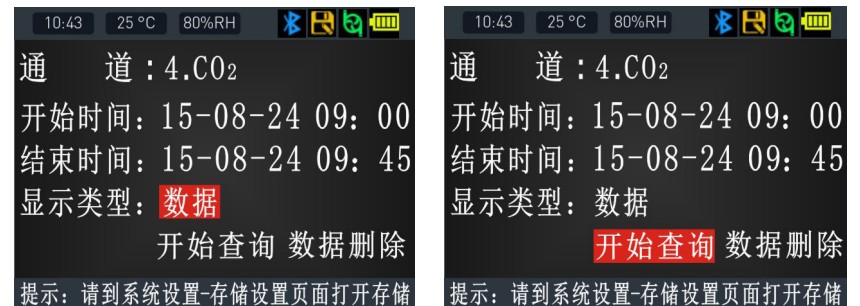 10:43 25℃ 80%RH
通 道：4.CO₂
开始时间：15-08-24 09：00
结束时间：15-08-24 09：45
显示类型：数据
开始查询 数据删除
提示：请到系统设置-存储设置页面打开存储
10:43 25℃ 80%RH
通 道：4.CO₂
开始时间：15-08-24 09：00
结束时间：15-08-24 09：45
显示类型：数据
开始查询 数据删除
提示：请到系统设置-存储设置页面打开存储